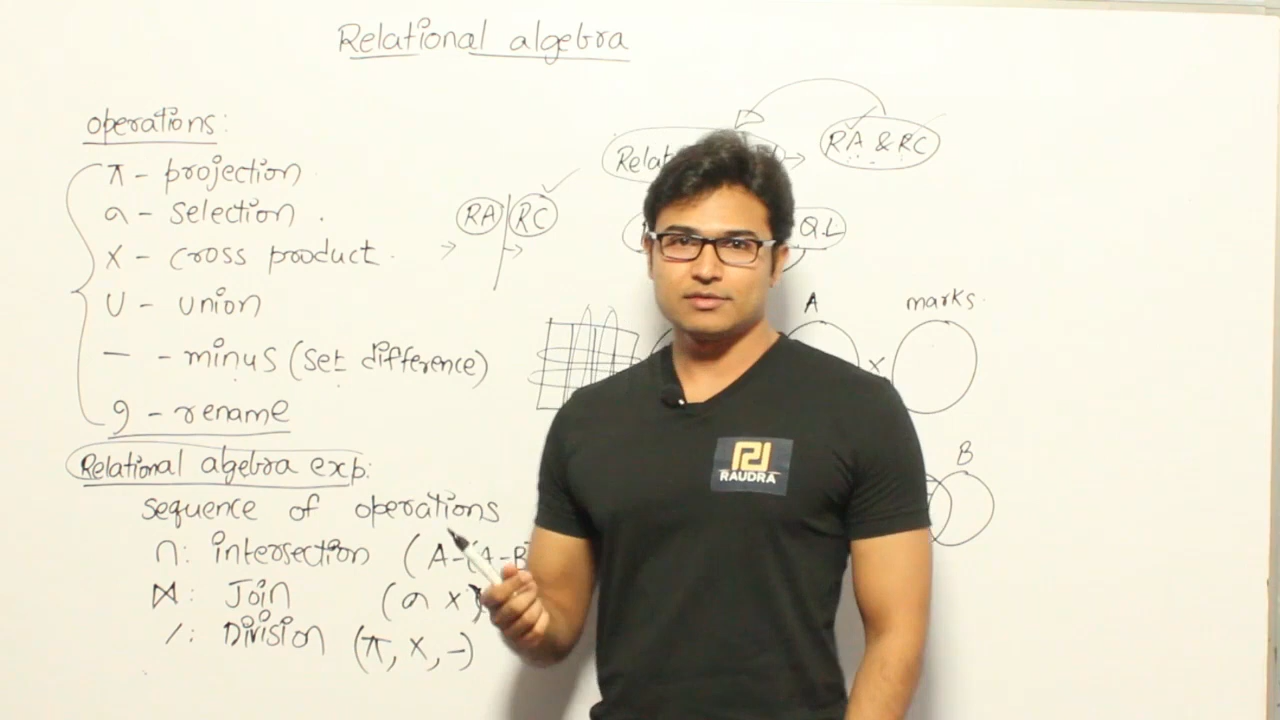 Relational algebra
operations:
π - projection
σ - selection
X - cross product
U - union
— - minus (set difference)
ρ - rename
Relational algebra exp:
sequence of operations
∩: intersection (A-(A-B)
⋈: Join (σ X)
/: Division (π, X, -)
RA & RC
RA RC
Q.L
A
marks
X
B
RAUDRA